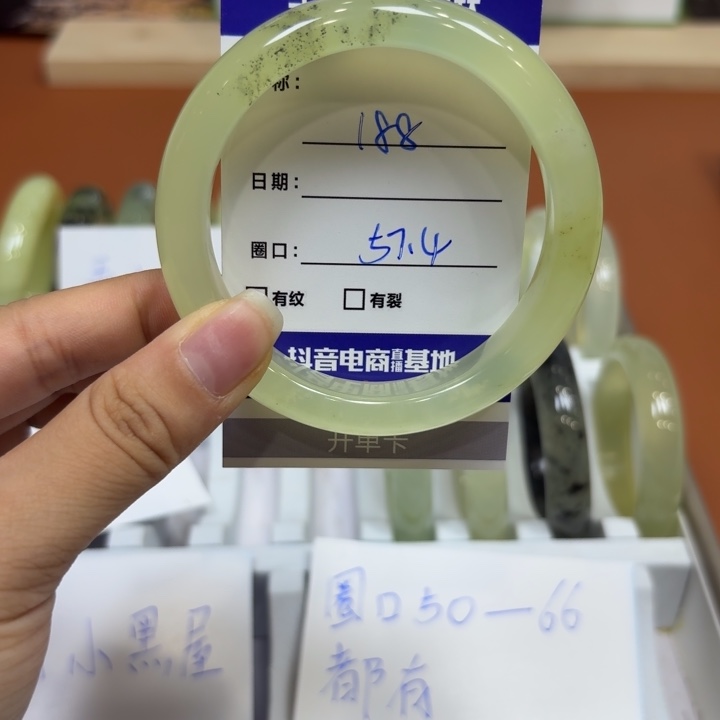 称：
188
日期：
圈口：57.4
有纹 有裂
抖音电商直播基地
开单卡
小黑屋
圈口50—66
都有